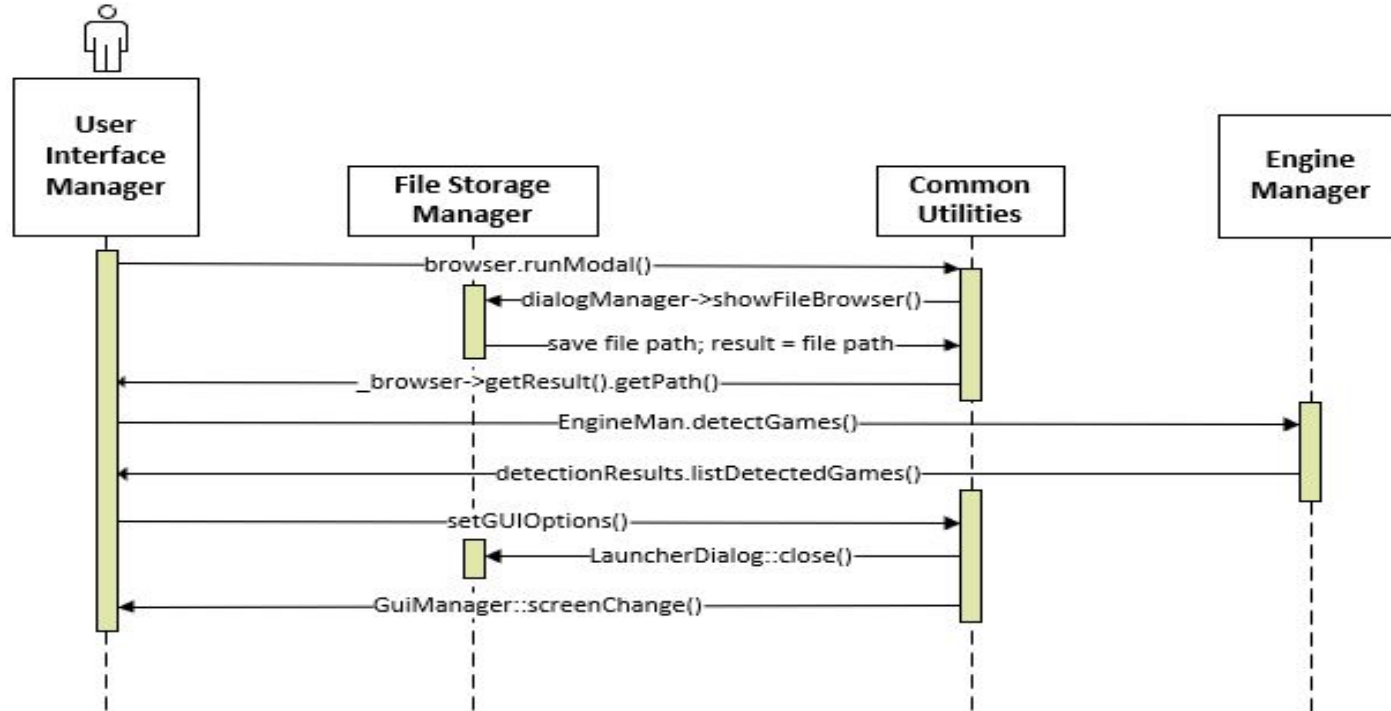 User
Interface
Manager
File Storage
Manager
Common
Utilities
Engine
Manager
browser.runModal()
dialogManager->showFileBrowser()
save file path; result = file path
_browser->getResult().getPath()
EngineMan.detectGames()
detectionResults.listDetectedGames()
setGUIOptions()
LauncherDialog::close()
GuiManager::screenChange()